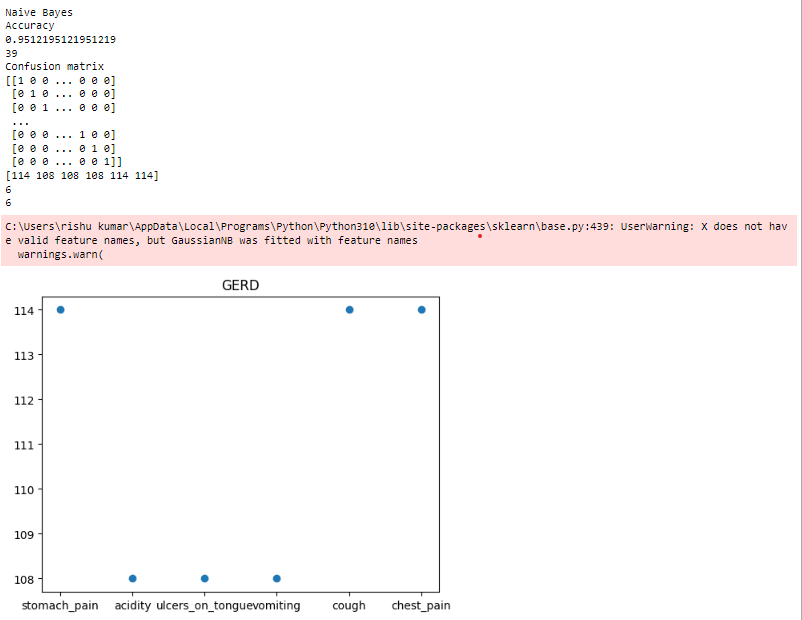 Naive Bayes
Accuracy
0.9512195121951219
39
Confusion matrix
[[1 0 0 ... 0 0 0]
 [0 1 0 ... 0 0 0]
 [0 0 1 ... 0 0 0]
 ...
 [0 0 0 ... 1 0 0]
 [0 0 0 ... 0 1 0]
 [0 0 0 ... 0 0 1]]
[114 108 108 108 114 114]
6
6
C:\Users\rishu kumar\AppData\Local\Programs\Python\Python310\lib\site-packages\sklearn\base.py:439: UserWarning: X does not hav
e valid feature names, but GaussianNB was fitted with feature names
  warnings.warn(
GERD
114
113
112
111
110
109
108
stomach_pain acidity ulcers_on_tongue vomiting cough chest_pain